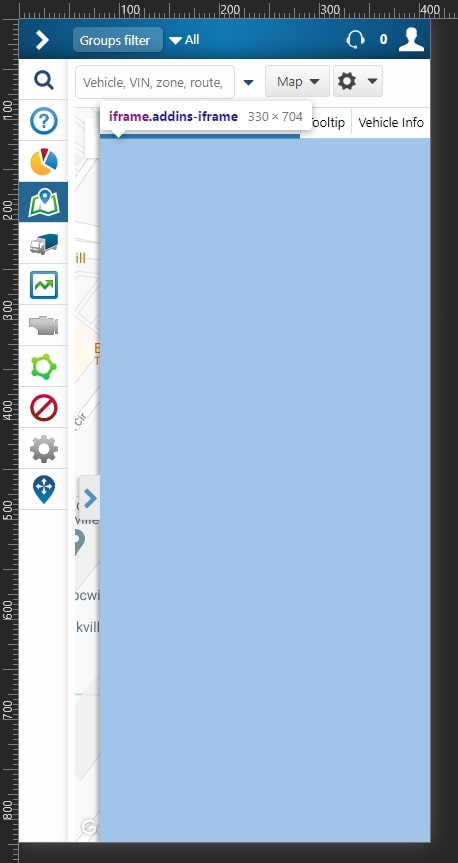 100 200 300 400
Groups filter
All
0
Vehicle, VIN, zone, route,
Map
iframe.addins-iframe 330 × 704
ooltip
Vehicle Info
100
200
300
400
500
600
700
800
ill
E
T
Cir
ville
ocwi
kvill
G